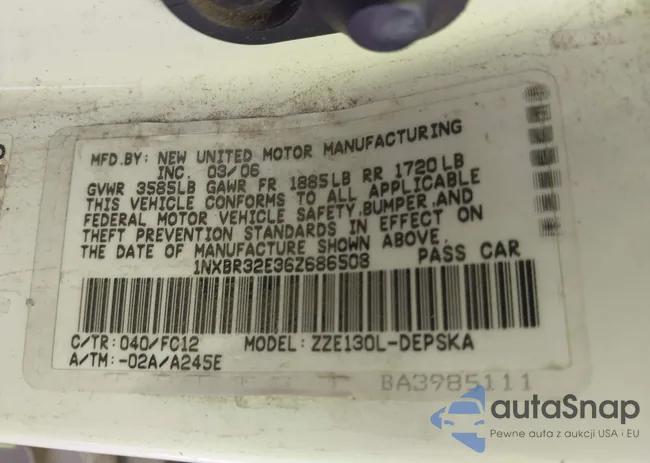 MFD.BY: NEW UNITED MOTOR MANUFACTURING
INC. 03/06
GVWR 3585LB GAWR FR 1885LB RR 1720LB
THIS VEHICLE CONFORMS TO ALL APPLICABLE
FEDERAL MOTOR VEHICLE SAFETY,BUMPER,AND
THEFT PREVENTION STANDARDS IN EFFECT ON
THE DATE OF MANUFACTURE SHOWN ABOVE.
1NXBR32E36Z686508 PASS CAR
C/TR: 040/FC12 MODEL: ZZE130L-DEPSKA
A/TM: -02A/A245E
BA3985111
autoSnap
Pewne auta z aukcji USA i EU